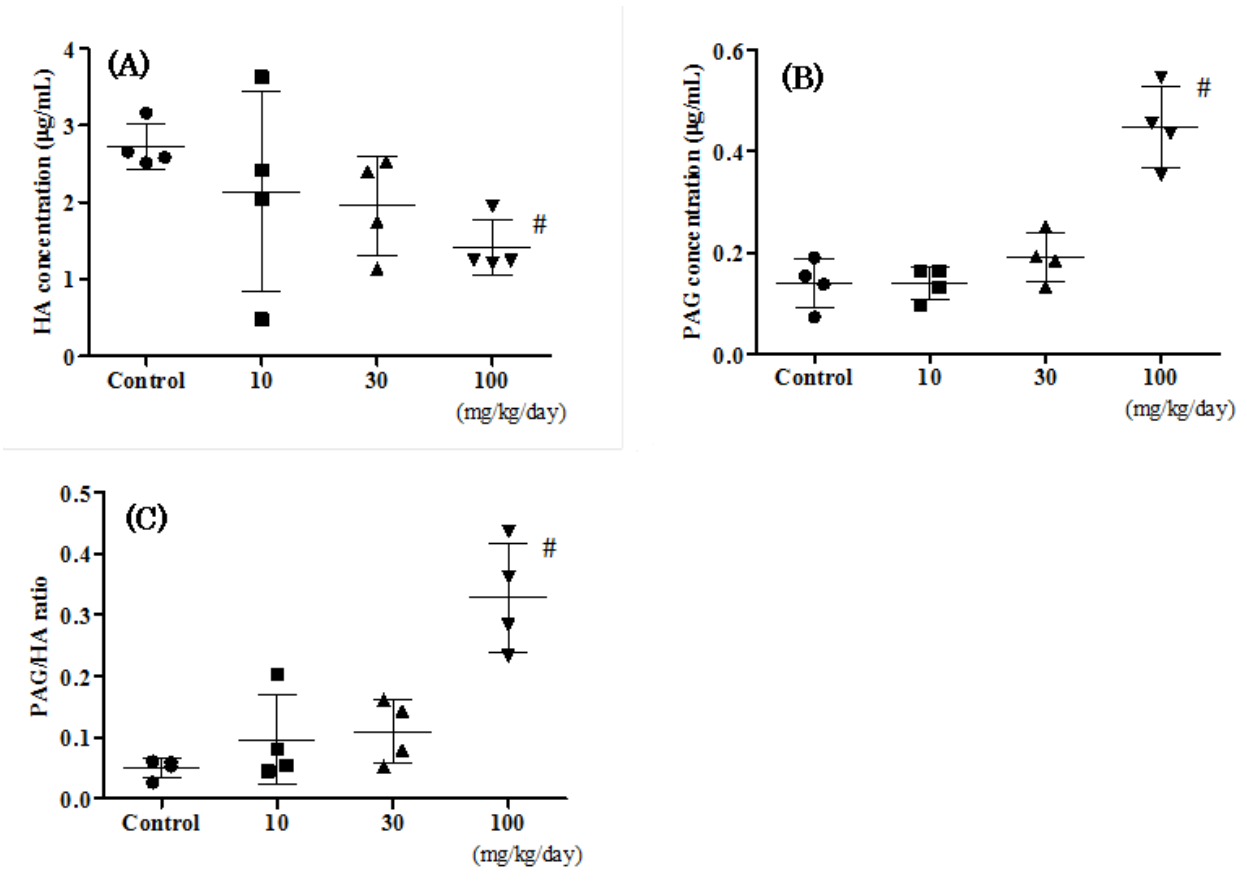 (A)
HA concentration (μg/mL)
4
3
2
1
0
#
Control 10 30 100
(mg/kg/day)
(B)
PAG concentration (μg/mL)
0.6
0.4
0.2
0.0
#
Control 10 30 100
(mg/kg/day)
(C)
PAG/HA ratio
0.5
0.4
0.3
0.2
0.1
0.0
#
Control 10 30 100
(mg/kg/day)